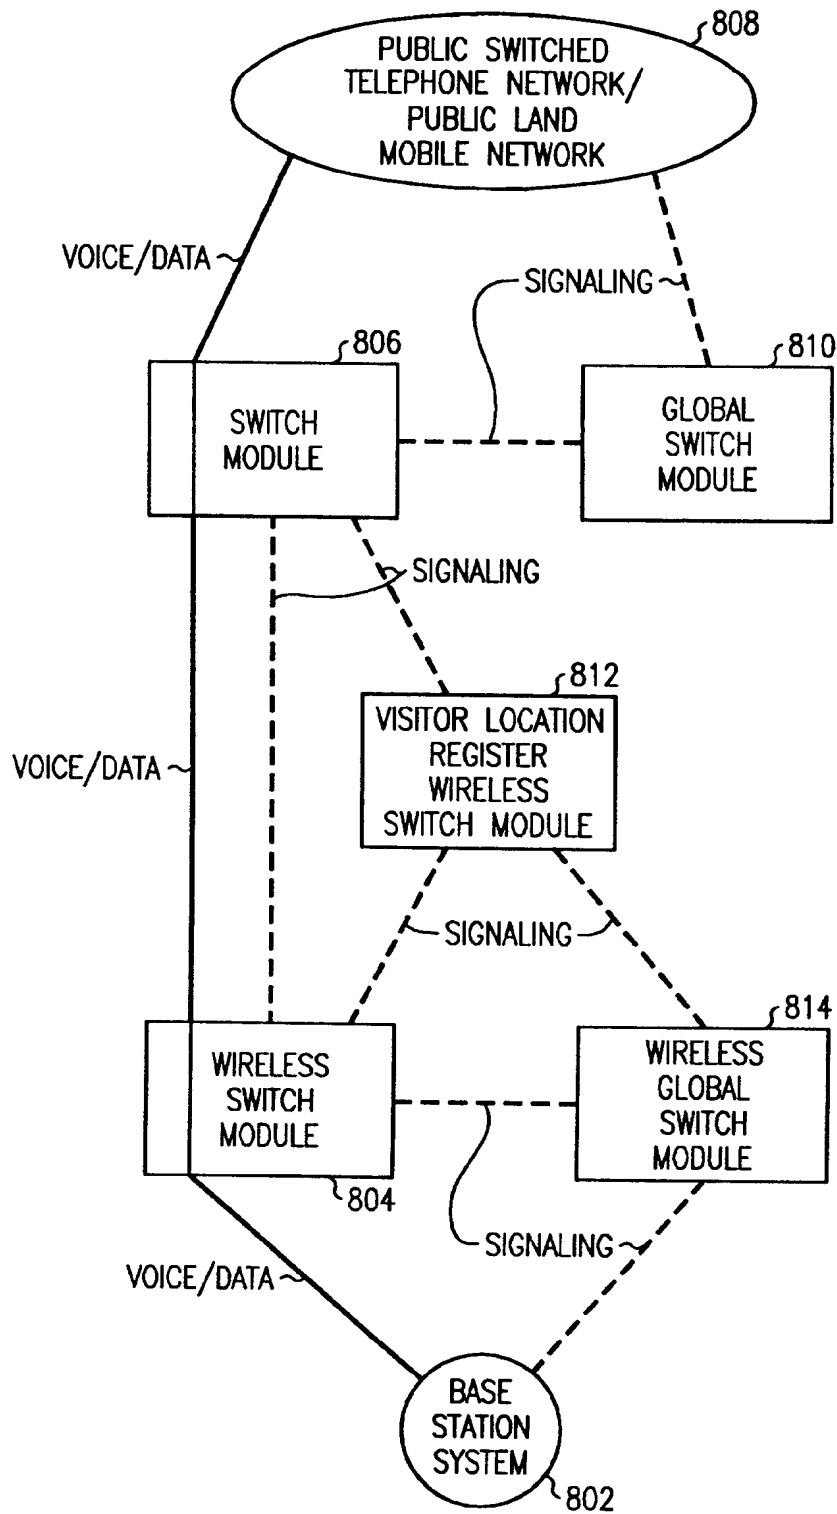 808
PUBLIC SWITCHED
TELEPHONE NETWORK/
PUBLIC LAND
MOBILE NETWORK
VOICE/DATA
SIGNALING
806
810
SWITCH
MODULE
GLOBAL
SWITCH
MODULE
SIGNALING
812
VISITOR LOCATION
REGISTER
WIRELESS
SWITCH MODULE
VOICE/DATA
SIGNALING
814
WIRELESS
SWITCH
MODULE
WIRELESS
GLOBAL
SWITCH
MODULE
804
SIGNALING
VOICE/DATA
BASE
STATION
SYSTEM
802